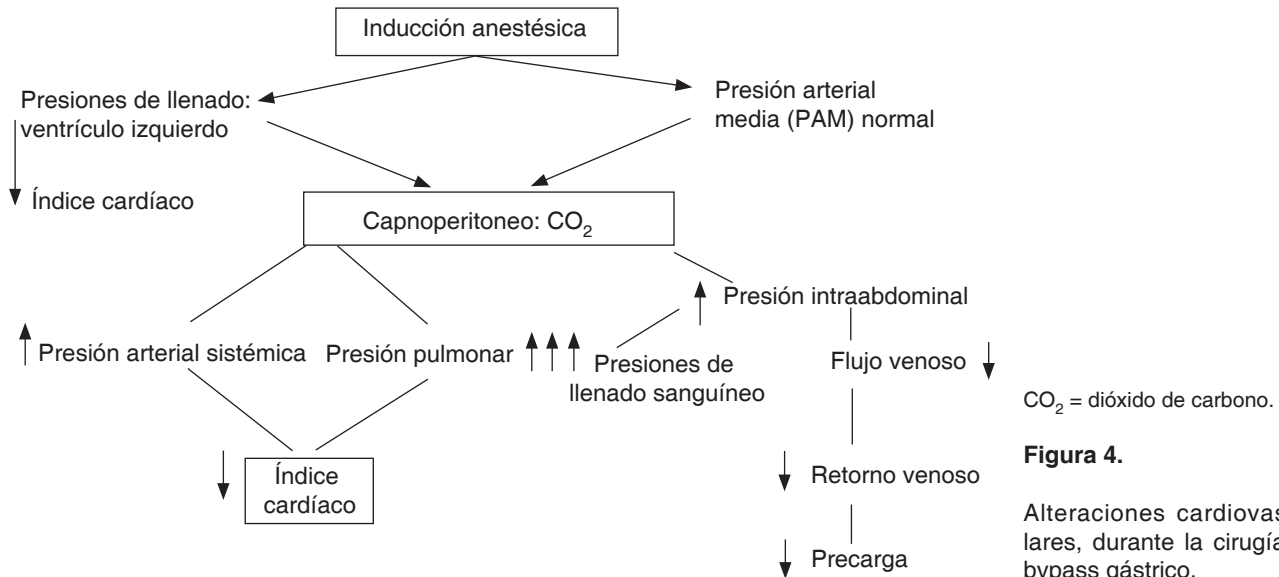 Inducción anestésica
Presiones de llenado:
ventrículo izquierdo
Presión arterial
media (PAM) normal
Índice cardíaco
Capnoperitoneo: CO₂
Presión intraabdominal
Presión arterial sistémica
Presión pulmonar
Presiones de
llenado sanguíneo
Flujo venoso
Índice
cardíaco
Retorno venoso
Precarga
CO₂ = dióxido de carbono.
Figura 4.
Alteraciones cardiovas
lares, durante la cirugía
bypass gástrico.